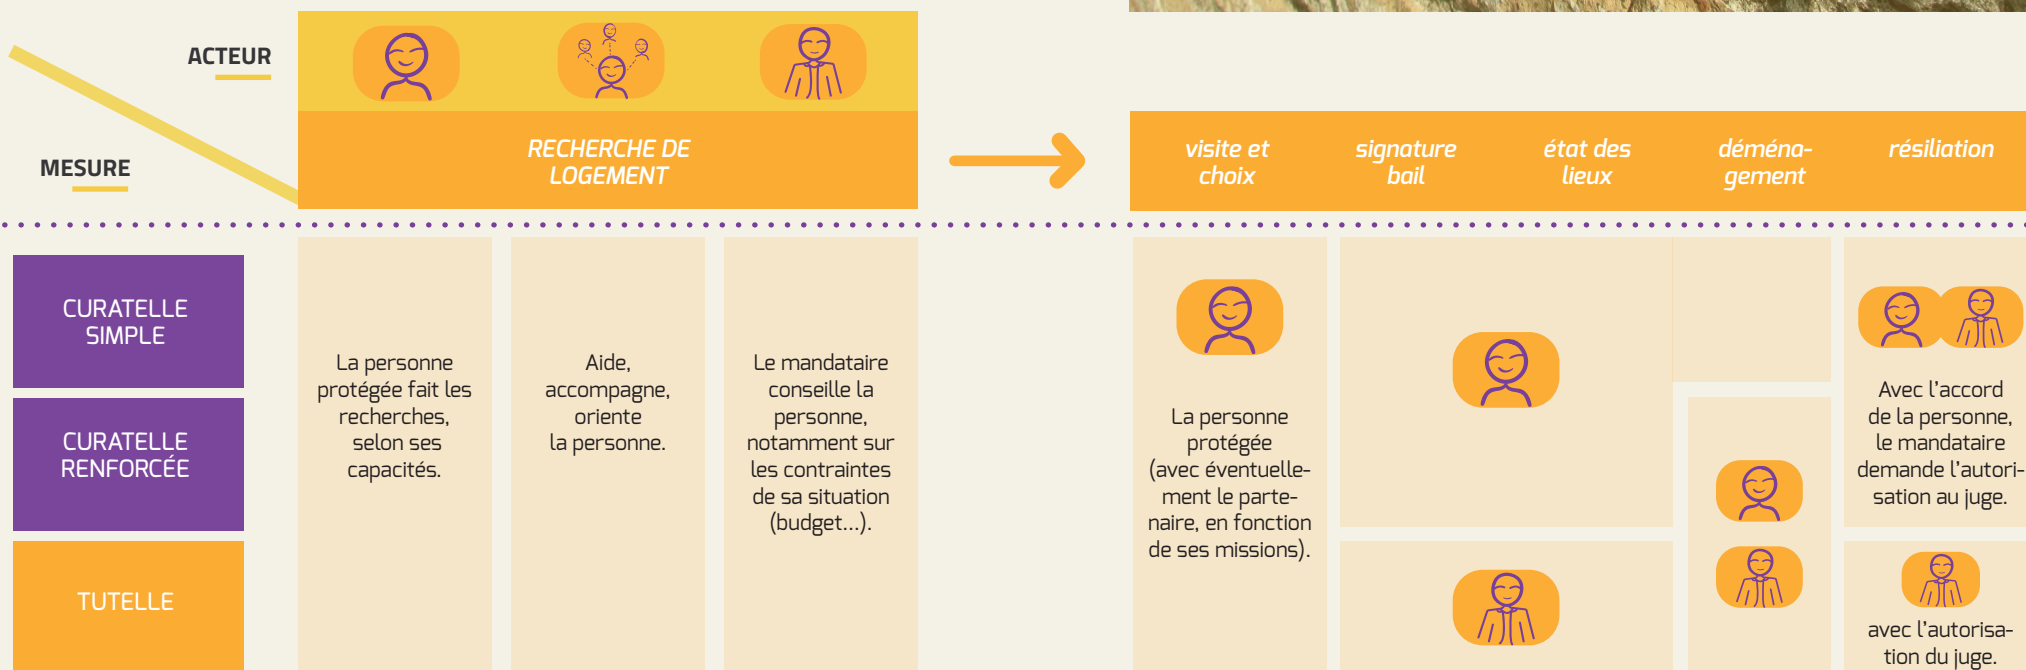 ACTEUR
MESURE
RECHERCHE DE
LOGEMENT
visite et
choix
signature
bail
état des
lieux
déména-
gement
résiliation
CURATELLE
SIMPLE
CURATELLE
RENFORCÉE
TUTELLE
La personne
protégée fait les
recherches,
selon ses
capacités.
Aide,
accompagne,
oriente
la personne.
Le mandataire
conseille la
personne,
notamment sur
les contraintes
de sa situation
(budget...).
La personne
protégée
(avec éventuelle-
ment le parte-
naire, en fonction
de ses missions).
Avec l'accord
de la personne,
le mandataire
demande l'autori-
sation au juge.
avec l'autorisa-
tion du juge.